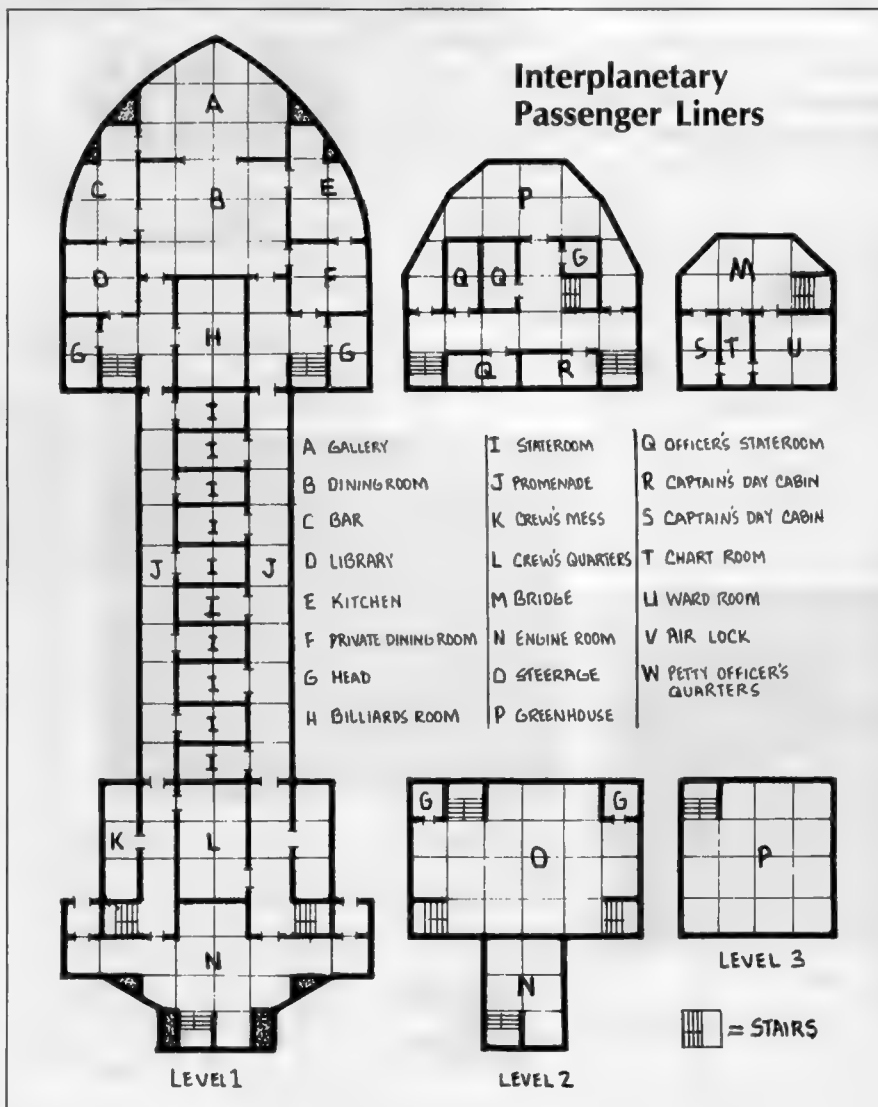 Interplanetary
Passenger Liners
A
C
B
E
D
F
G
H
G
I
I
I
I
J I J
I
I
I
I
I
K
L
N
LEVEL 1
P
Q Q G
Q R
M
S T U
A GALLERY
B DINING ROOM
C BAR
D LIBRARY
E KITCHEN
F PRIVATE DINING ROOM
G HEAD
H BILLIARDS ROOM
I STATEROOM
J PROMENADE
K CREW'S MESS
L CREW'S QUARTERS
M BRIDGE
N ENGINE ROOM
O STEERAGE
P GREENHOUSE
Q OFFICER'S STATEROOM
R CAPTAIN'S DAY CABIN
S CAPTAIN'S DAY CABIN
T CHART ROOM
U WARD ROOM
V AIR LOCK
W PETTY OFFICER'S
QUARTERS
G G
O
N
LEVEL 2
P
LEVEL 3
= STAIRS